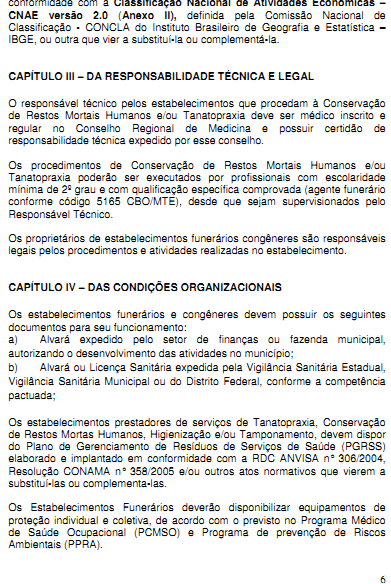 conformidade com a Classificação Nacional de Atividades Econômicas –
CNAE versão 2.0 (Anexo II), definida pela Comissão Nacional de
Classificação - CONCLA do Instituto Brasileiro de Geografia e Estatística –
IBGE, ou outra que vier a substituí-la ou complementá-la.
CAPÍTULO III – DA RESPONSABILIDADE TÉCNICA E LEGAL
O responsável técnico pelos estabelecimentos que procedam à Conservação
de Restos Mortais Humanos e/ou Tanatopraxia deve ser médico inscrito e
regular no Conselho Regional de Medicina e possuir certidão de
responsabilidade técnica expedido por esse conselho.
Os procedimentos de Conservação de Restos Mortais Humanos e/ou
Tanatopraxia poderão ser executados por profissionais com escolaridade
mínima de 2º grau e com qualificação específica comprovada (agente funerário
conforme código 5165 CBO/MTE), desde que sejam supervisionados pelo
Responsável Técnico.
Os proprietários de estabelecimentos funerários congêneres são responsáveis
legais pelos procedimentos e atividades realizadas no estabelecimento.
CAPÍTULO IV – DAS CONDIÇÕES ORGANIZACIONAIS
Os estabelecimentos funerários e congêneres devem possuir os seguintes
documentos para seu funcionamento:
a) Alvará expedido pelo setor de finanças ou fazenda municipal,
autorizando o desenvolvimento das atividades no município;
b) Alvará ou Licença Sanitária expedida pela Vigilância Sanitária Estadual,
Vigilância Sanitária Municipal ou do Distrito Federal, conforme a competência
pactuada;
Os estabelecimentos prestadores de serviços de Tanatopraxia, Conservação
de Restos Mortas Humanos, Higienização e/ou Tamponamento, devem dispor
do Plano de Gerenciamento de Resíduos de Serviços de Saúde (PGRSS)
elaborado e implantado em conformidade com a RDC ANVISA n° 306/2004,
Resolução CONAMA n° 358/2005 e/ou outros atos normativos que vierem a
substituí-las ou complementa-las.
Os Estabelecimentos Funerários deverão disponibilizar equipamentos de
proteção individual e coletiva, de acordo com o previsto no Programa Médico
de Saúde Ocupacional (PCMSO) e Programa de prevenção de Riscos
Ambientais (PPRA).
6